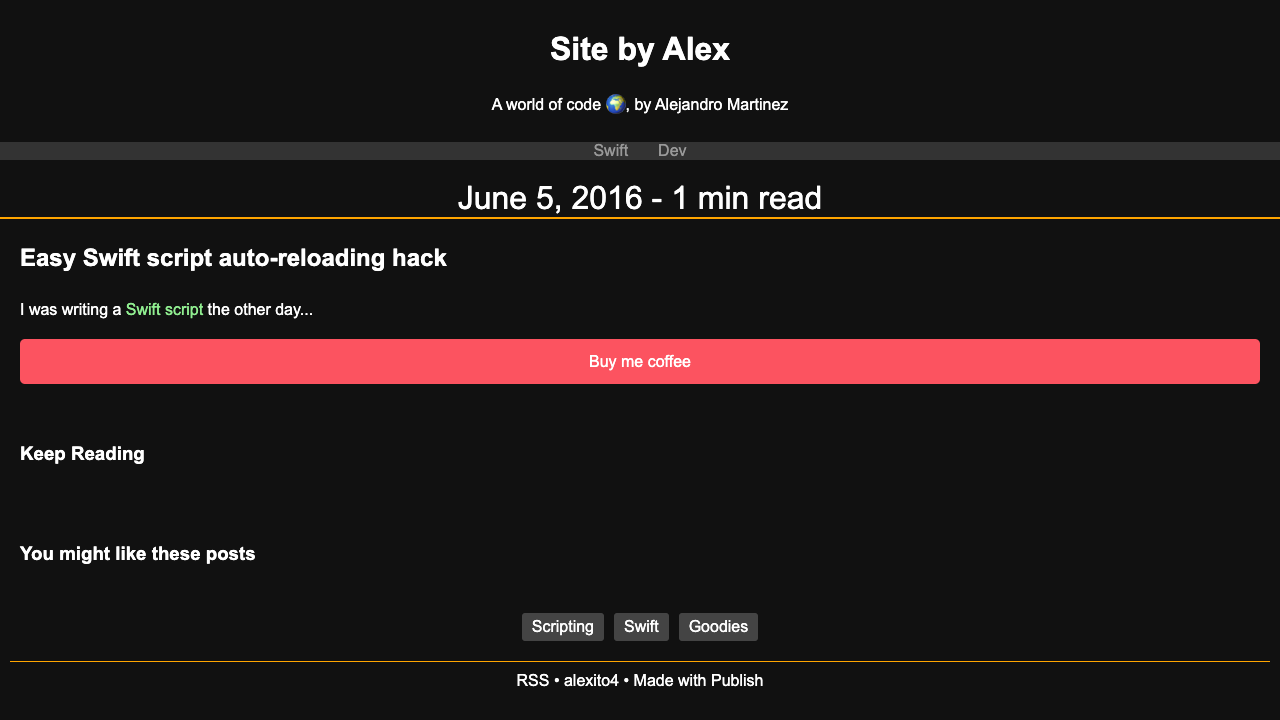 Site by Alex
A world of code 🌍, by Alejandro Martinez
Swift Dev
June 5, 2016 - 1 min read
Easy Swift script auto-reloading hack
I was writing a Swift script the other day...
Buy me coffee
Keep Reading
You might like these posts
Scripting Swift Goodies
RSS • alexito4 • Made with Publish